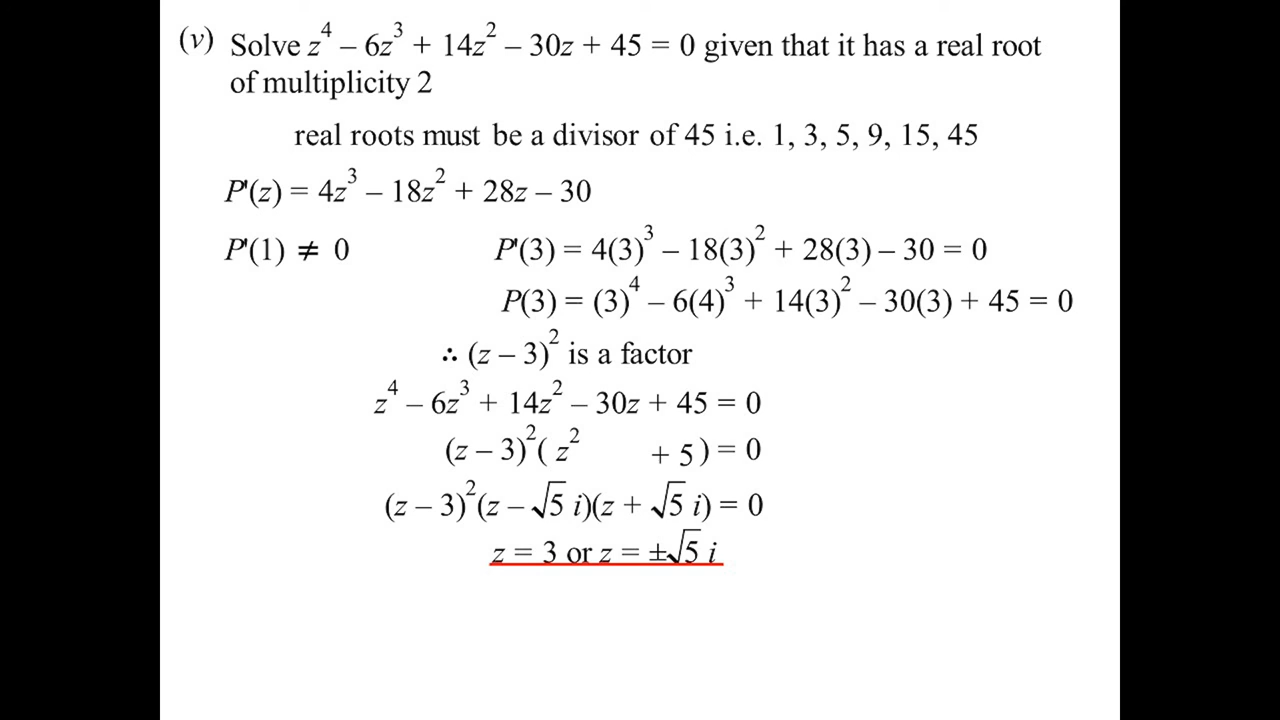 (v) Solve z⁴ – 6z³ + 14z² – 30z + 45 = 0 given that it has a real root
of multiplicity 2
real roots must be a divisor of 45 i.e. 1, 3, 5, 9, 15, 45
P'(z) = 4z³ – 18z² + 28z – 30
P'(1) ≠ 0 P'(3) = 4(3)³ – 18(3)² + 28(3) – 30 = 0
P(3) = (3)⁴ – 6(4)³ + 14(3)² – 30(3) + 45 = 0
∴ (z – 3)² is a factor
z⁴ – 6z³ + 14z² – 30z + 45 = 0
(z – 3)²( z² + 5 ) = 0
(z – 3)²(z – √5 i)(z + √5 i) = 0
z = 3 or z = ±√5 i